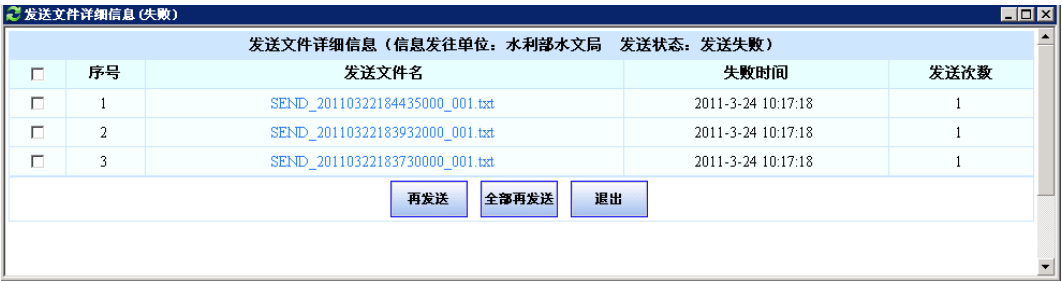 发送文件详细信息(失败)
发送文件详细信息（信息发往单位：水利部水文局 发送状态：发送失败）
序号 发送文件名 失败时间 发送次数
1 SEND_20110322184435000_001.txt 2011-3-24 10:17:18 1
2 SEND_20110322183932000_001.txt 2011-3-24 10:17:18 1
3 SEND_20110322183730000_001.txt 2011-3-24 10:17:18 1
再发送 全部再发送 退出